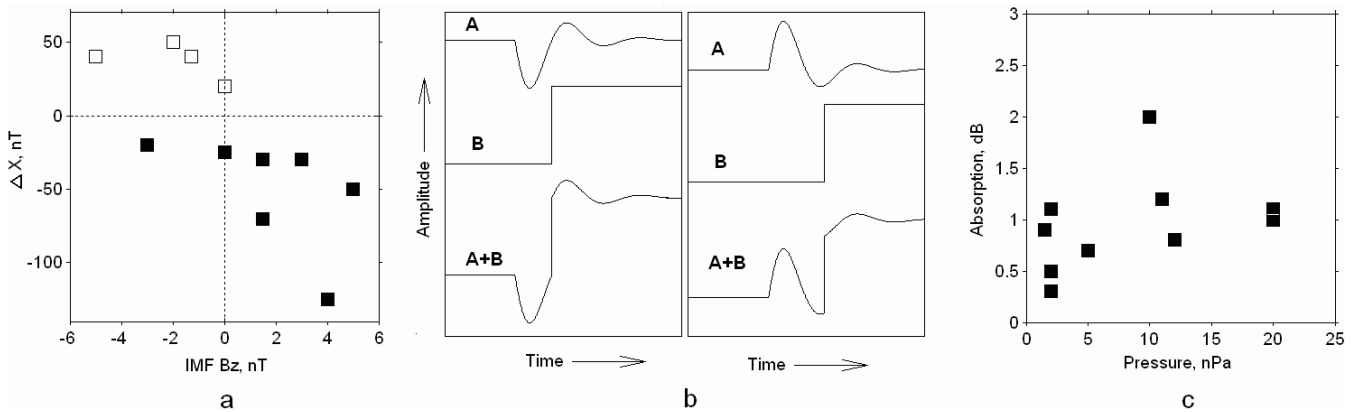 50
0
-50
-100
Δ X, nT
-6 -4 -2 0 2 4 6
IMF Bz, nT
a
Amplitude
A
B
A+B
Time
A
B
A+B
Time
b
3
2.5
2
1.5
1
0.5
0
Absorption, dB
0 5 10 15 20 25
Pressure, nPa
c